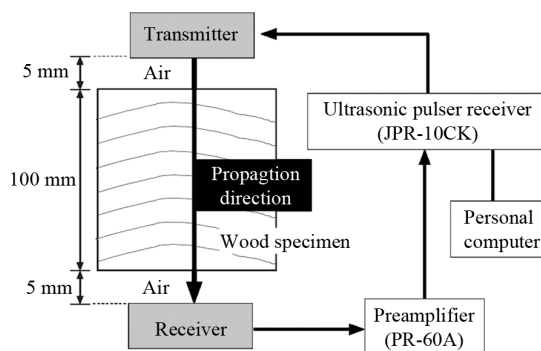 Transmitter
5 mm
Air
Ultrasonic pulser receiver
(JPR-10CK)
100 mm
Propagtion
direction
Wood specimen
Personal
computer
5 mm
Air
Preamplifier
(PR-60A)
Receiver